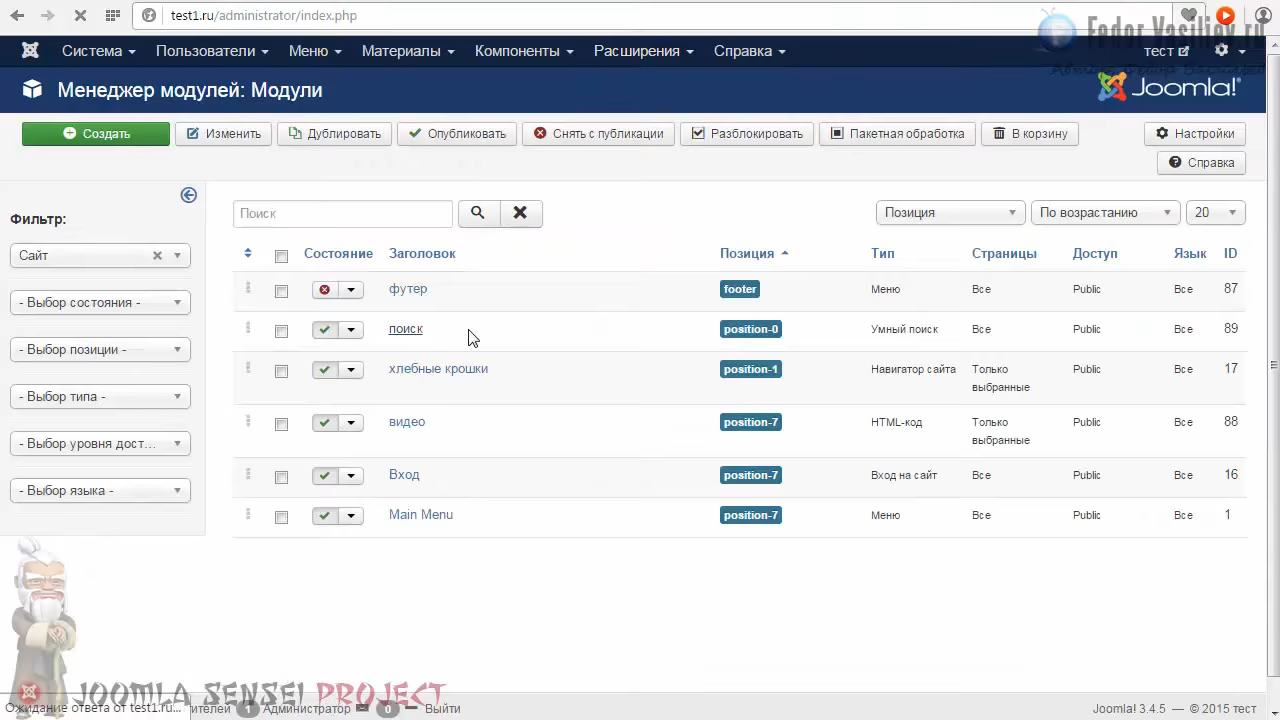 test1.ru/administrator/index.php
Fedor Vasiliev.ru
Система Пользователи Меню Материалы Компоненты Расширения Справка тест
Менеджер модулей: Модули
Joomla!
Создать Изменить Дублировать Опубликовать Снять с публикации Разблокировать Пакетная обработка В корзину Настройки
Справка
Фильтр:
Сайт
- Выбор состояния -
- Выбор позиции -
- Выбор типа -
- Выбор уровня дост...
- Выбор языка -
Поиск Позиция По возрастанию 20
Состояние Заголовок Позиция Тип Страницы Доступ Язык ID
футер footer Меню Все Public Все 87
поиск position-0 Умный поиск Все Public Все 89
хлебные крошки position-1 Навигатор сайта Только выбранные Public Все 17
видео position-7 HTML-код Только выбранные Public Все 88
Вход position-7 Вход на сайт Все Public Все 16
Main Menu position-7 Меню Все Public Все 1
JOOMLA SENSEI PROJECT
Ожидание ответа от test1.ru... ителей 1 Администратор 0 Выйти
Joomla! 3.4.5 — © 2015 тест